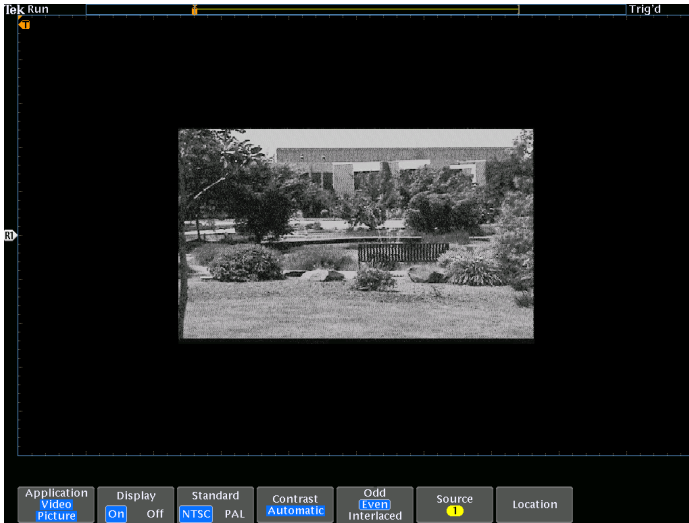 Tek Run Trig'd
T
R1
Application
Video
Picture
Display
On Off
Standard
NTSC PAL
Contrast
Automatic
Odd
Even
Interlaced
Source
1
Location